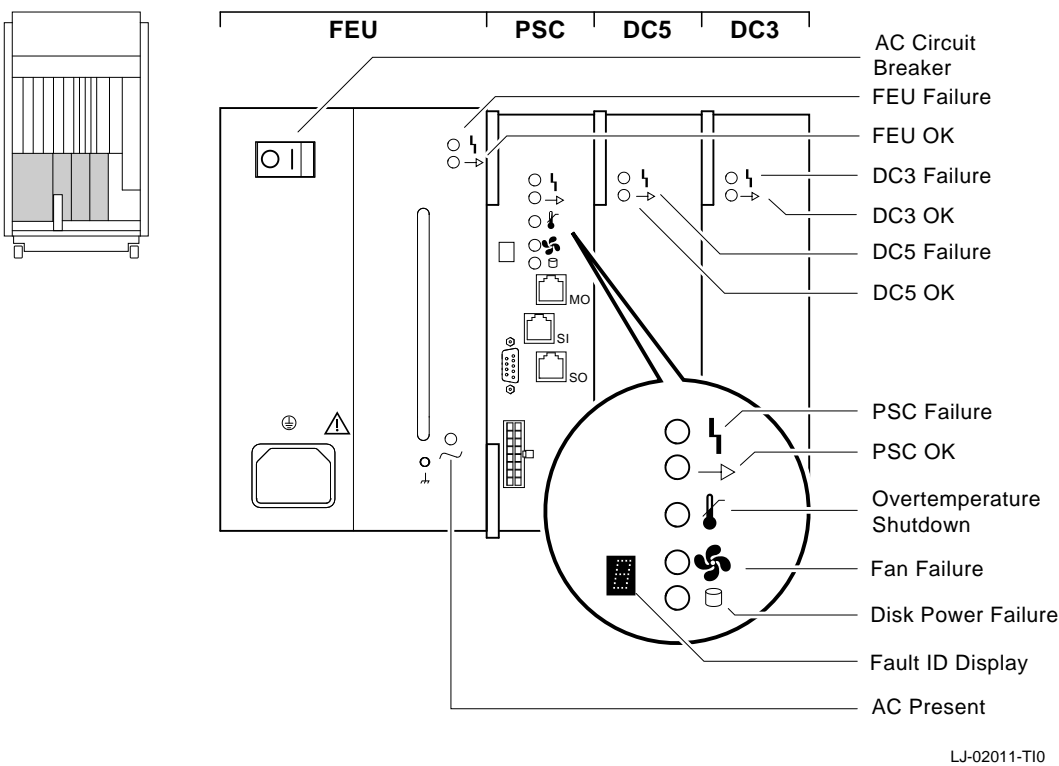 FEU PSC DC5 DC3
AC Circuit
Breaker
FEU Failure
FEU OK
DC3 Failure
DC3 OK
DC5 Failure
DC5 OK
MO
SI
SO
PSC Failure
PSC OK
Overtemperature
Shutdown
Fan Failure
Disk Power Failure
Fault ID Display
AC Present
LJ-02011-TI0